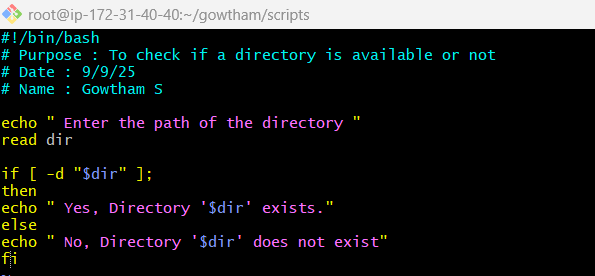 root@ip-172-31-40-40:~/gowtham/scripts
#!/bin/bash
# Purpose : To check if a directory is available or not
# Date : 9/9/25
# Name : Gowtham S
echo " Enter the path of the directory "
read dir
if [ -d "$dir" ];
then
echo " Yes, Directory '$dir' exists."
else
echo " No, Directory '$dir' does not exist"
fi